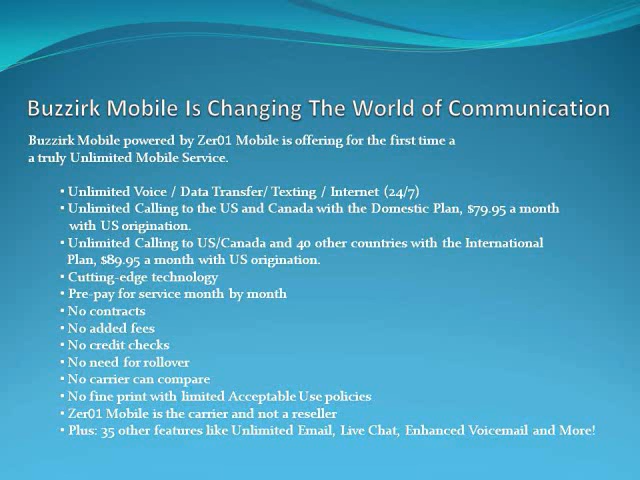 Buzzirk Mobile Is Changing The World of Communication
Buzzirk Mobile powered by Zer01 Mobile is offering for the first time a
a truly Unlimited Mobile Service.
• Unlimited Voice / Data Transfer/ Texting / Internet (24/7)
• Unlimited Calling to the US and Canada with the Domestic Plan, $79.95 a month
with US origination.
• Unlimited Calling to US/Canada and 40 other countries with the International
Plan, $89.95 a month with US origination.
• Cutting-edge technology
• Pre-pay for service month by month
• No contracts
• No added fees
• No credit checks
• No need for rollover
• No carrier can compare
• No fine print with limited Acceptable Use policies
• Zer01 Mobile is the carrier and not a reseller
• Plus: 35 other features like Unlimited Email, Live Chat, Enhanced Voicemail and More!